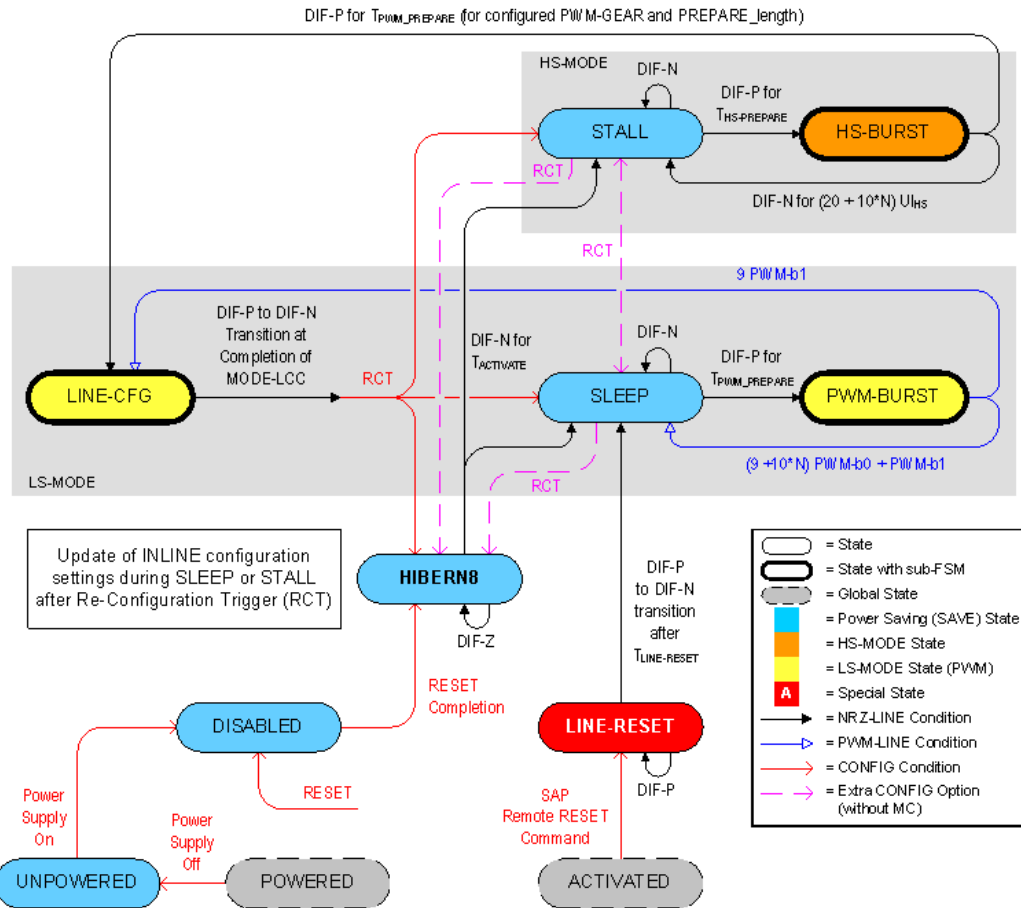 DIF-P for TPWM_PREPARE (for configured PWM-GEAR and PREPARE_length)
HS-MODE
DIF-N
DIF-P for
THS-PREPARE
STALL
HS-BURST
RCT
DIF-N for (20 + 10*N) UIHS
RCT
9 PWM-b1
DIF-P to DIF-N
Transition at
Completion of
MODE-LCC
DIF-N for
TACTIVATE
DIF-N
DIF-P for
TPWM_PREPARE
LINE-CFG
RCT
SLEEP
PWM-BURST
(9 +10*N) PWM-b0 + PWM-b1
RCT
LS-MODE
Update of INLINE configuration
settings during SLEEP or STALL
after Re-Configuration Trigger (RCT)
HIBERN8
DIF-Z
DIF-P
to DIF-N
transition
after
TLINE-RESET
RESET
Completion
DISABLED
LINE-RESET
RESET
DIF-P
Power
Supply
On
Power
Supply
Off
SAP
Remote RESET
Command
UNPOWERED
POWERED
ACTIVATED
= State
= State with sub-FSM
= Global State
= Power Saving (SAVE) State
= HS-MODE State
= LS-MODE State (PWM)
A = Special State
= NRZ-LINE Condition
= PWM-LINE Condition
= CONFIG Condition
= Extra CONFIG Option
(without MC)